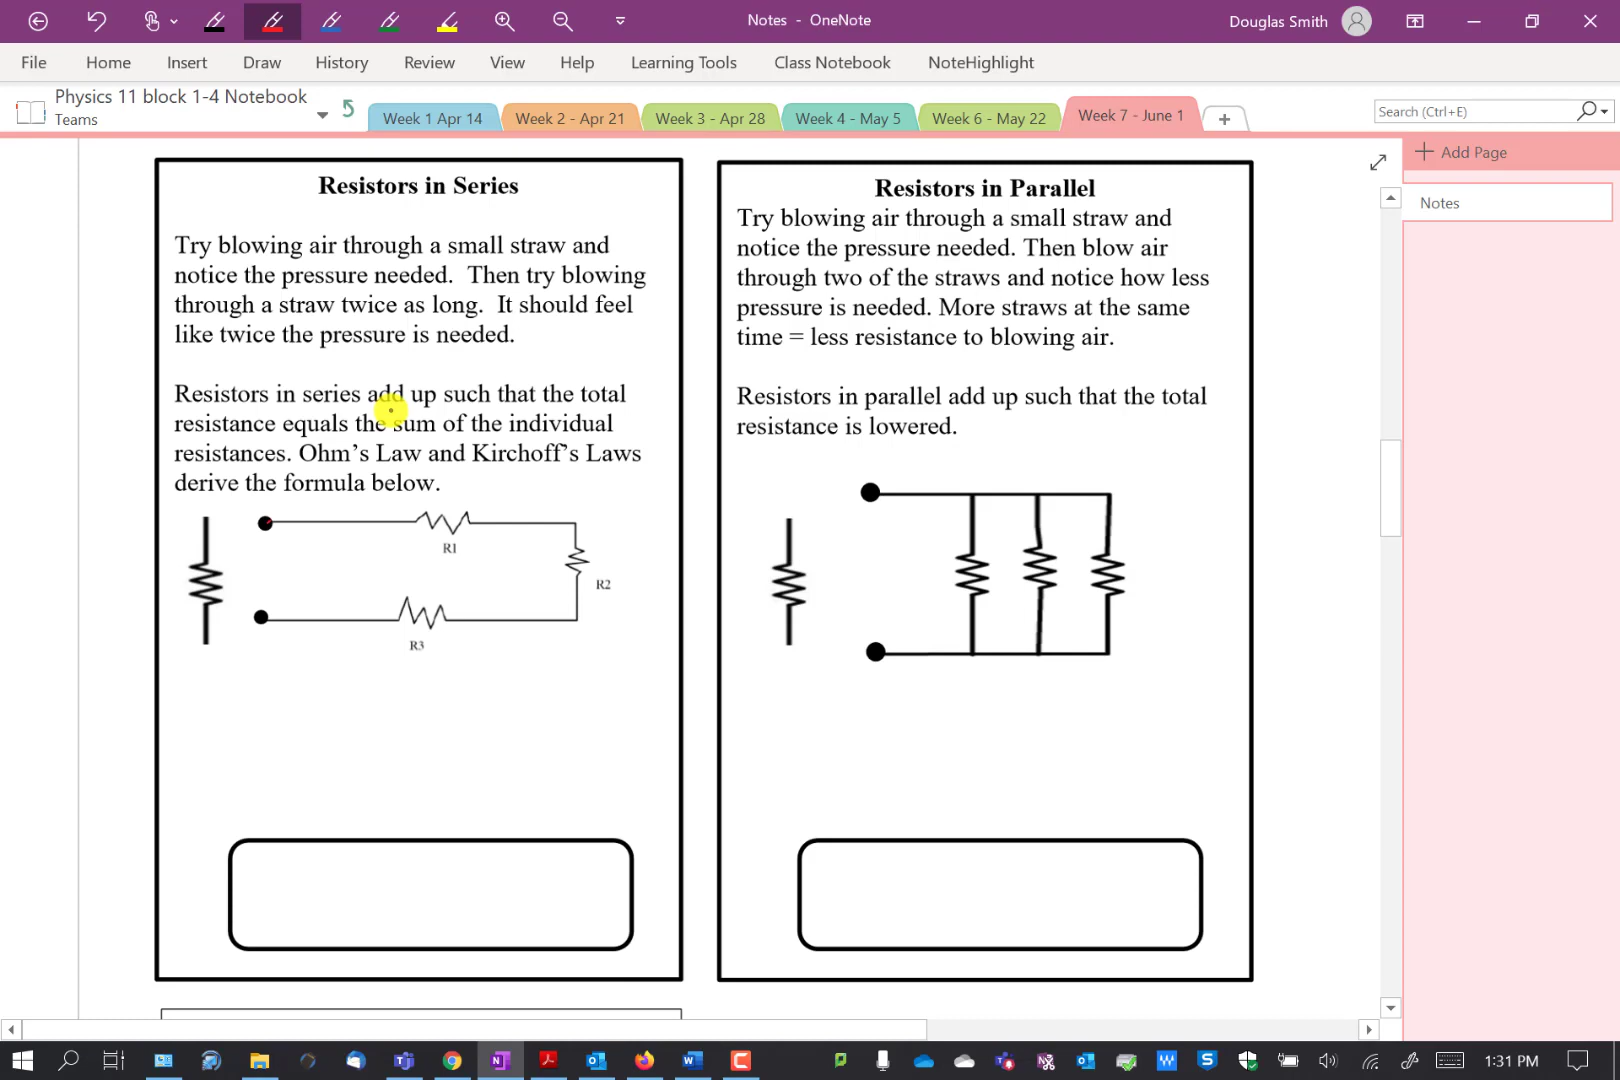 Notes - OneNote
Douglas Smith
File Home Insert Draw History Review View Help Learning Tools Class Notebook NoteHighlight
Physics 11 block 1-4 Notebook
Teams
Week 1 Apr 14
Week 2 - Apr 21
Week 3 - Apr 28
Week 4 - May 5
Week 6 - May 22
Week 7 - June 1
Search (Ctrl+E)
Add Page
Notes
Resistors in Series
Try blowing air through a small straw and
notice the pressure needed. Then try blowing
through a straw twice as long. It should feel
like twice the pressure is needed.
Resistors in series add up such that the total
resistance equals the sum of the individual
resistances. Ohm's Law and Kirchoff's Laws
derive the formula below.
R1
R2
R3
Resistors in Parallel
Try blowing air through a small straw and
notice the pressure needed. Then blow air
through two of the straws and notice how less
pressure is needed. More straws at the same
time = less resistance to blowing air.
Resistors in parallel add up such that the total
resistance is lowered.
1:31 PM